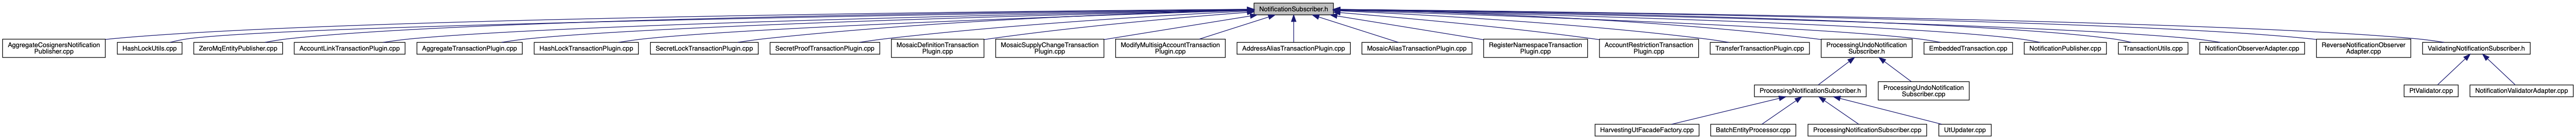 NotificationSubscriber.h
AggregateCosignersNotification
Publisher.cpp
HashLockUtils.cpp
ZeroMqEntityPublisher.cpp
AccountLinkTransactionPlugin.cpp
AggregateTransactionPlugin.cpp
HashLockTransactionPlugin.cpp
SecretLockTransactionPlugin.cpp
SecretProofTransactionPlugin.cpp
MosaicDefinitionTransaction
Plugin.cpp
MosaicSupplyChangeTransaction
Plugin.cpp
ModifyMultisigAccountTransaction
Plugin.cpp
AddressAliasTransactionPlugin.cpp
MosaicAliasTransactionPlugin.cpp
RegisterNamespaceTransaction
Plugin.cpp
AccountRestrictionTransaction
Plugin.cpp
TransferTransactionPlugin.cpp
ProcessingUndoNotification
Subscriber.h
EmbeddedTransaction.cpp
NotificationPublisher.cpp
TransactionUtils.cpp
NotificationObserverAdapter.cpp
ReverseNotificationObserver
Adapter.cpp
ValidatingNotificationSubscriber.h
ProcessingNotificationSubscriber.h
ProcessingUndoNotification
Subscriber.cpp
PtValidator.cpp
NotificationValidatorAdapter.cpp
HarvestingUtFacadeFactory.cpp
BatchEntityProcessor.cpp
ProcessingNotificationSubscriber.cpp
UtUpdater.cpp